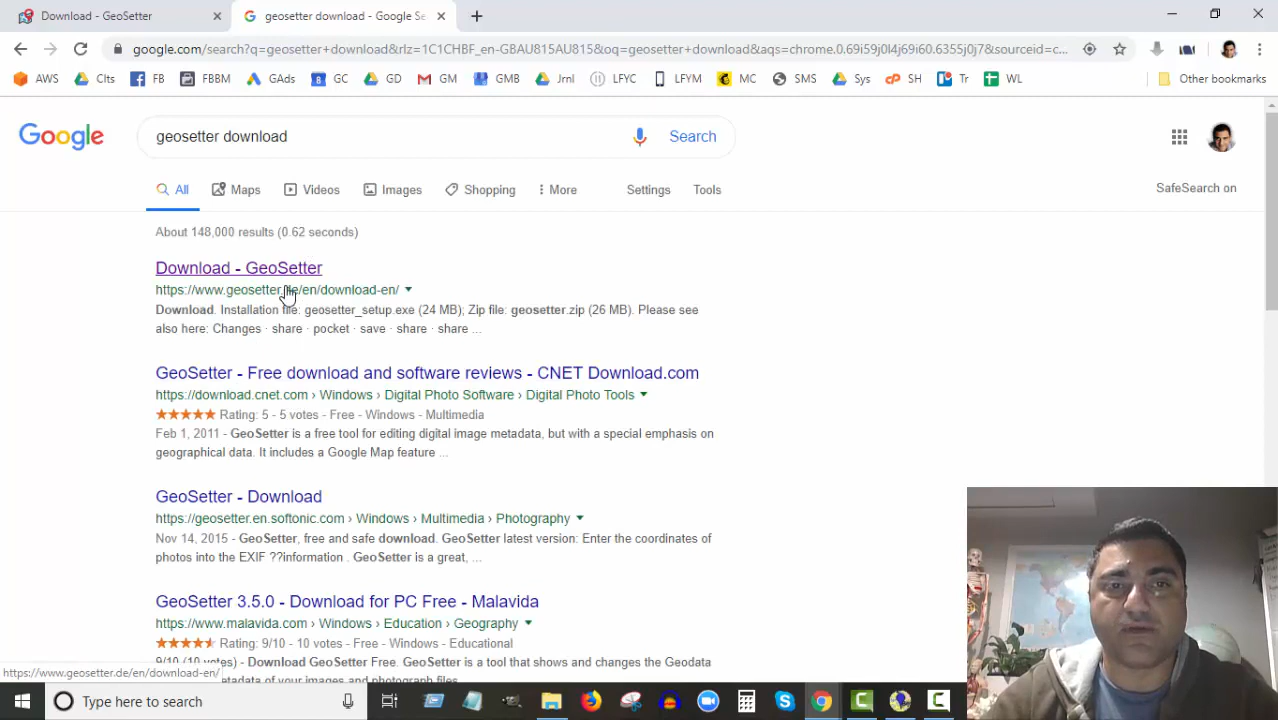 Download - GeoSetter
geosetter download - Google Se
google.com/search?q=geosetter+download&rlz=1C1CHBF_en-GBAU815AU815&oq=geosetter+download&aqs=chrome.0.69i59j0l4j69i60.6355j0j7&sourceid=c...
AWS Clts FB FBBM GAds GC GD GM GMB Jrnl LFYC LFYM MC SMS Sys SH Tr WL Other bookmarks
Google
geosetter download
Search
All Maps Videos Images Shopping More Settings Tools
SafeSearch on
About 148,000 results (0.62 seconds)
Download - GeoSetter
https://www.geosetter.de/en/download-en/
Download. Installation file: geosetter_setup.exe (24 MB); Zip file: geosetter.zip (26 MB). Please see
also here: Changes · share · pocket · save · share · share ...
GeoSetter - Free download and software reviews - CNET Download.com
https://download.cnet.com › Windows › Digital Photo Software › Digital Photo Tools
Rating: 5 - 5 votes - Free - Windows - Multimedia
Feb 1, 2011 - GeoSetter is a free tool for editing digital image metadata, but with a special emphasis on
geographical data. It includes a Google Map feature ...
GeoSetter - Download
https://geosetter.en.softonic.com › Windows › Multimedia › Photography
Nov 14, 2015 - GeoSetter, free and safe download. GeoSetter latest version: Enter the coordinates of
photos into the EXIF ??information . GeoSetter is a great, ...
GeoSetter 3.5.0 - Download for PC Free - Malavida
https://www.malavida.com › Windows › Education › Geography
Rating: 9/10 - 10 votes - Free - Windows - Educational
9/10 (10 votes) - Download GeoSetter Free. GeoSetter is a tool that shows and changes the Geodata
metadata of your images and photograph files
https://www.geosetter.de/en/download-en/
Type here to search